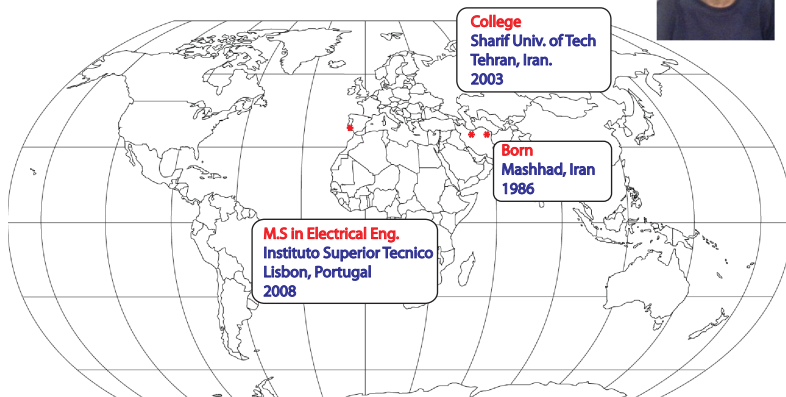 College
Sharif Univ. of Tech
Tehran, Iran.
2003
Born
Mashhad, Iran
1986
M.S in Electrical Eng.
Instituto Superior Tecnico
Lisbon, Portugal
2008